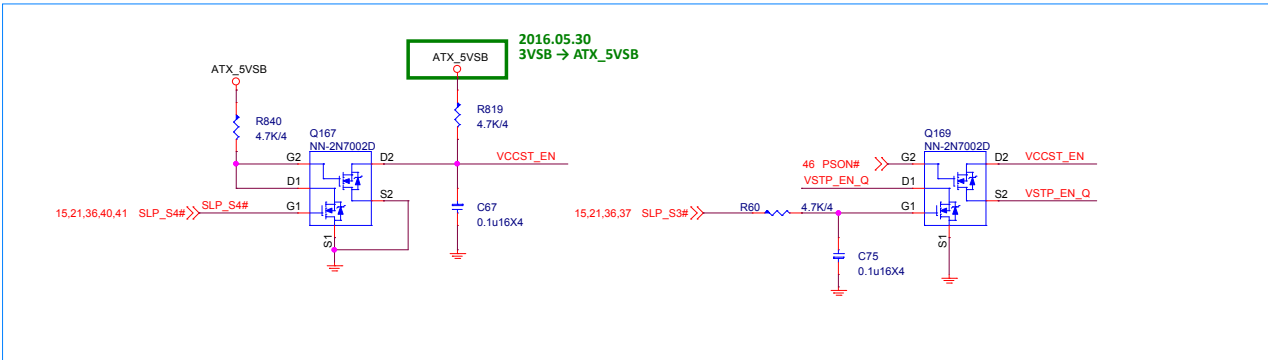 2016.05.30
3VSB → ATX_5VSB
ATX_5VSB
ATX_5VSB
R840
4.7K/4
R819
4.7K/4
Q167
NN-2N7002D
G2
D1
G1
S1
D2
S2
VCCST_EN
15,21,36,40,41 SLP_S4#
SLP_S4#
C67
0.1u16X4
Q169
NN-2N7002D
46 PSON#
G2
VSTP_EN_Q
D1
15,21,36,37 SLP_S3#
R60
4.7K/4
G1
S1
D2
VCCST_EN
S2
VSTP_EN_Q
C75
0.1u16X4